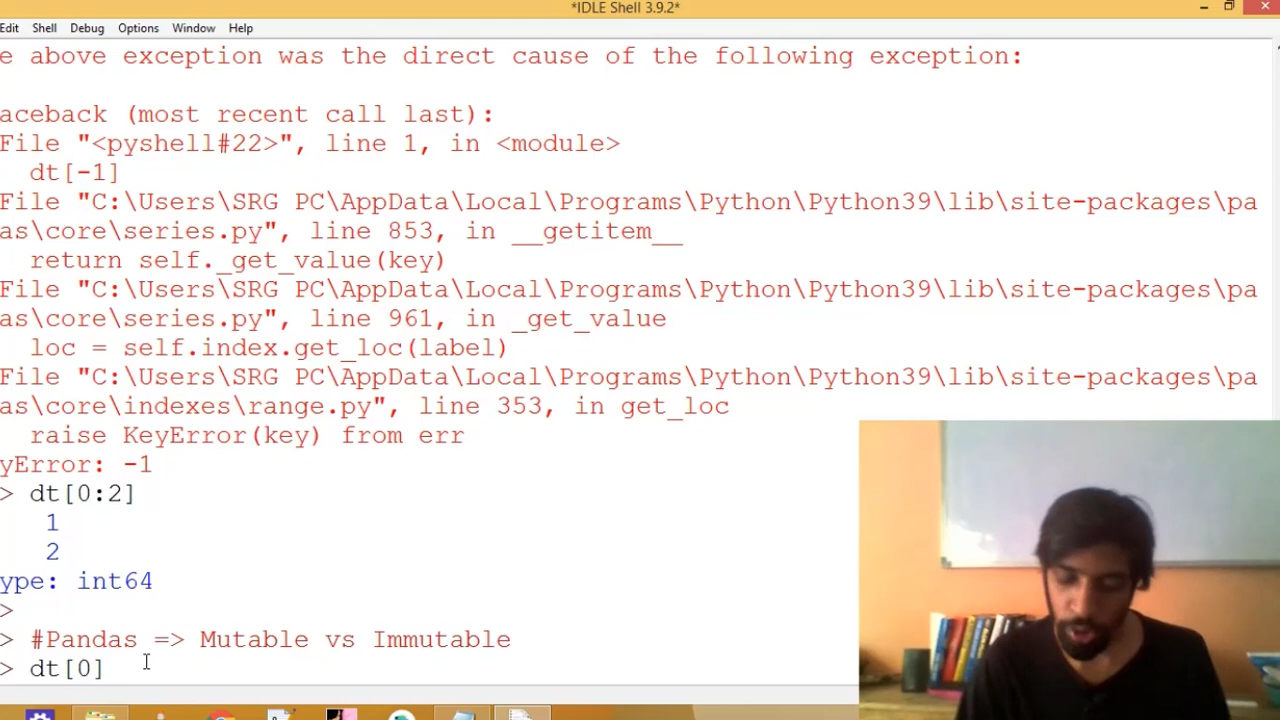 *IDLE Shell 3.9.2*
Edit Shell Debug Options Window Help
e above exception was the direct cause of the following exception:
aceback (most recent call last):
File "<pyshell#22>", line 1, in <module>
dt[-1]
File "C:\Users\SRG PC\AppData\Local\Programs\Python\Python39\lib\site-packages\pa
as\core\series.py", line 853, in __getitem__
return self._get_value(key)
File "C:\Users\SRG PC\AppData\Local\Programs\Python\Python39\lib\site-packages\pa
as\core\series.py", line 961, in _get_value
loc = self.index.get_loc(label)
File "C:\Users\SRG PC\AppData\Local\Programs\Python\Python39\lib\site-packages\pa
as\core\indexes\range.py", line 353, in get_loc
raise KeyError(key) from err
yError: -1
> dt[0:2]
1
2
ype: int64
>
> #Pandas => Mutable vs Immutable
> dt[0]